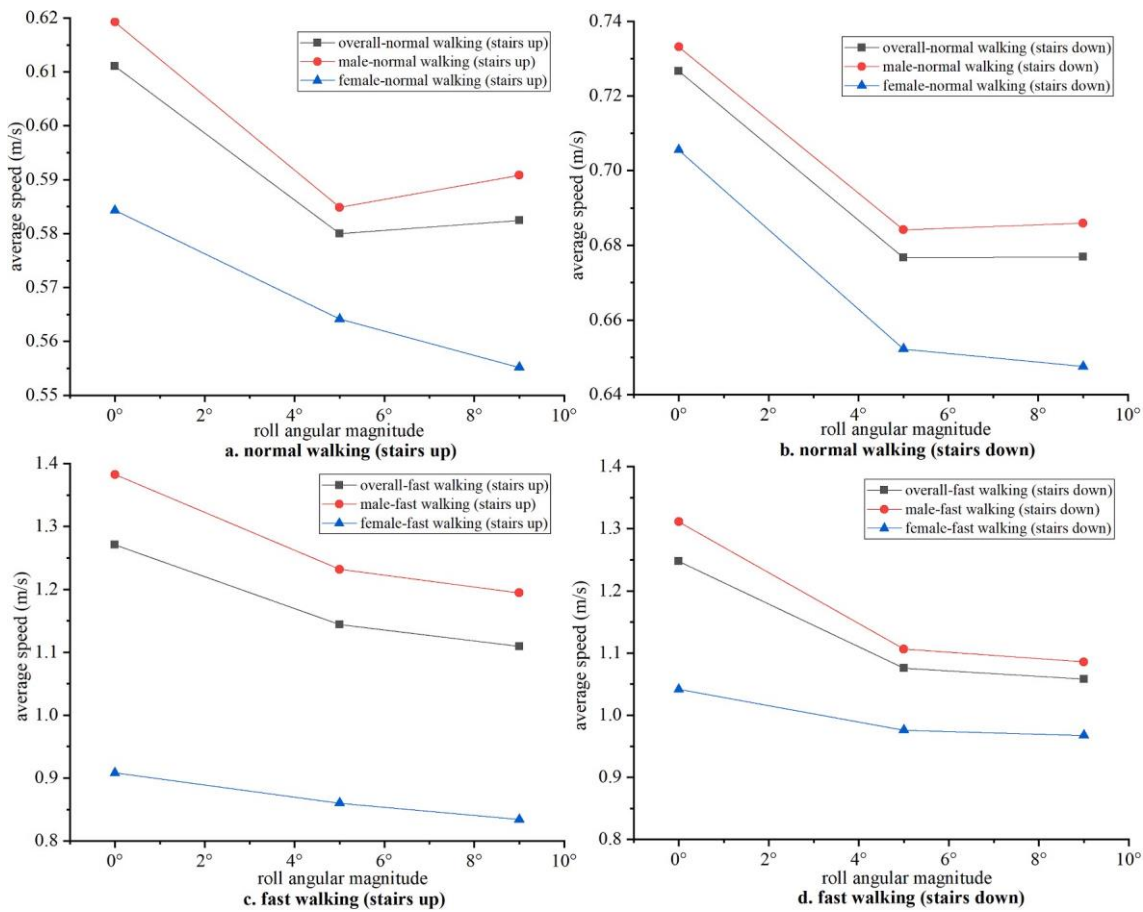 0.62
0.61
0.60
0.59
0.58
0.57
0.56
0.55
average speed (m/s)
overall-normal walking (stairs up)
male-normal walking (stairs up)
female-normal walking (stairs up)
0° 2° 4° 6° 8° 10°
roll angular magnitude
a. normal walking (stairs up)
0.74
0.72
0.70
0.68
0.66
0.64
average speed (m/s)
overall-normal walking (stairs down)
male-normal walking (stairs down)
female-normal walking (stairs down)
0° 2° 4° 6° 8° 10°
roll angular magnitude
b. normal walking (stairs down)
1.4
1.3
1.2
1.1
1.0
0.9
0.8
average speed (m/s)
overall-fast walking (stairs up)
male-fast walking (stairs up)
female-fast walking (stairs up)
0° 2° 4° 6° 8° 10°
roll angular magnitude
c. fast walking (stairs up)
1.4
1.3
1.2
1.1
1.0
0.9
0.8
average speed (m/s)
overall-fast walking (stairs down)
male-fast walking (stairs down)
female-fast walking (stairs down)
0° 2° 4° 6° 8° 10°
roll angular magnitude
d. fast walking (stairs down)